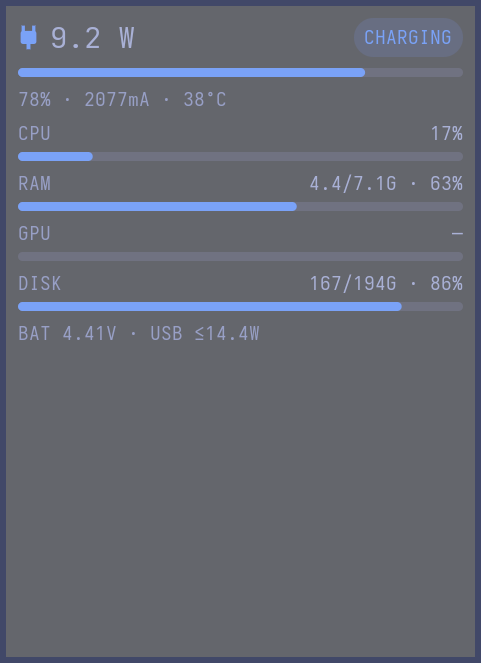 9.2 W CHARGING
78% · 2077mA · 38°C
CPU 17%
RAM 4.4/7.1G · 63%
GPU —
DISK 167/194G · 86%
BAT 4.41V · USB ≤14.4W